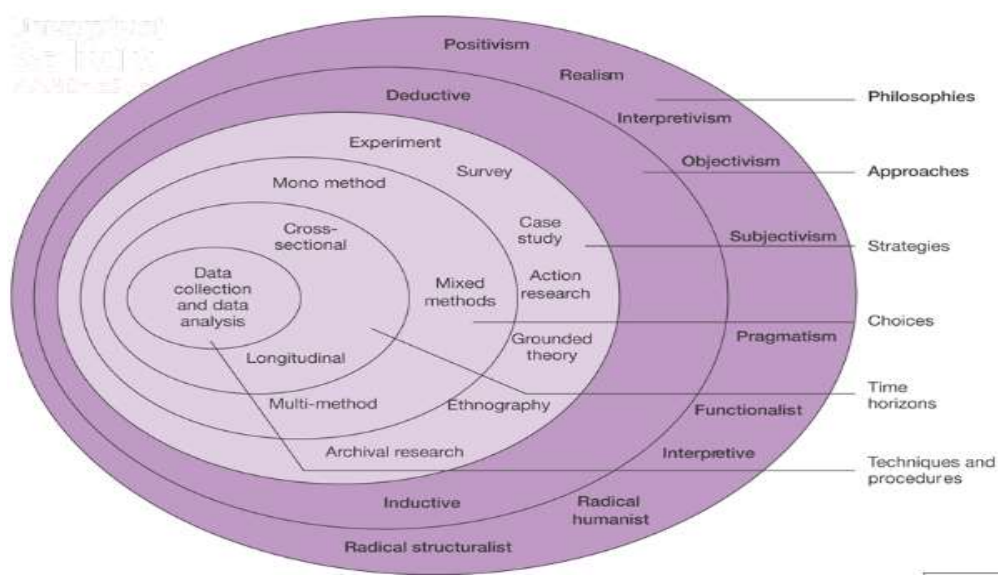 Positivism
Realism
Philosophies
Deductive
Interpretivism
Experiment
Objectivism
Survey
Approaches
Mono method
Cross-
sectional
Case
study
Subjectivism
Strategies
Data
collection
and data
analysis
Mixed
methods
Action
research
Choices
Grounded
theory
Pragmatism
Longitudinal
Time
horizons
Multi-method
Ethnography
Functionalist
Archival research
Interpretive
Techniques and
procedures
Inductive
Radical
humanist
Radical structuralist